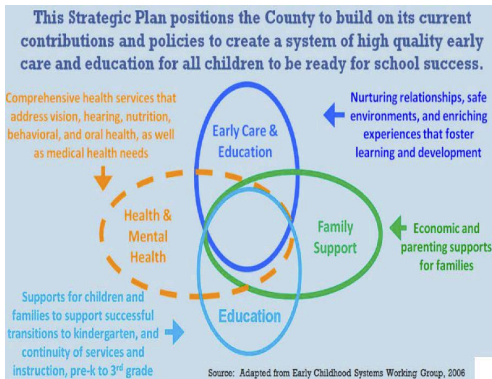 This Strategic Plan positions the County to build on its current
contributions and policies to create a system of high quality early
care and education for all children to be ready for school success.
Comprehensive health services that
address vision, hearing, nutrition,
behavioral, and oral health, as well
as medical health needs
Early Care &
Education
Nurturing relationships, safe
environments, and enriching
experiences that foster
learning and development
Health &
Mental
Health
Family
Support
Economic and
parenting supports
for families
Supports for children and
families to support successful
transitions to kindergarten, and
continuity of services and
instruction, pre-k to 3rd grade
Education
Source: Adapted from Early Childhood Systems Working Group, 2006